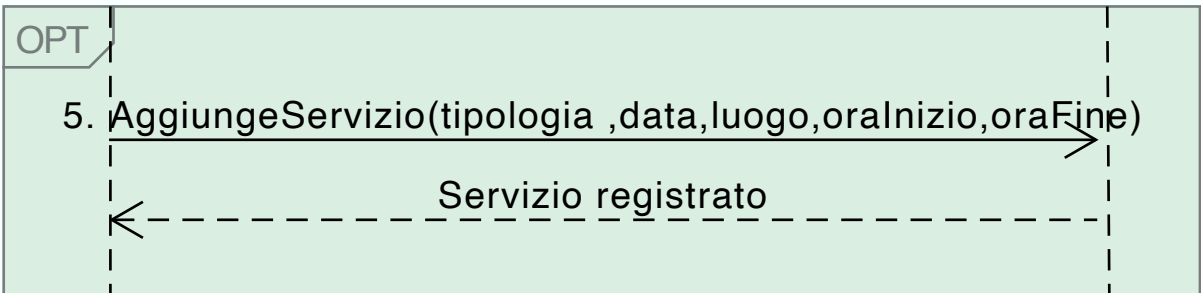 OPT
5. AggiungeServizio(tipologia ,data,luogo,oraInizio,oraFine)
Servizio registrato